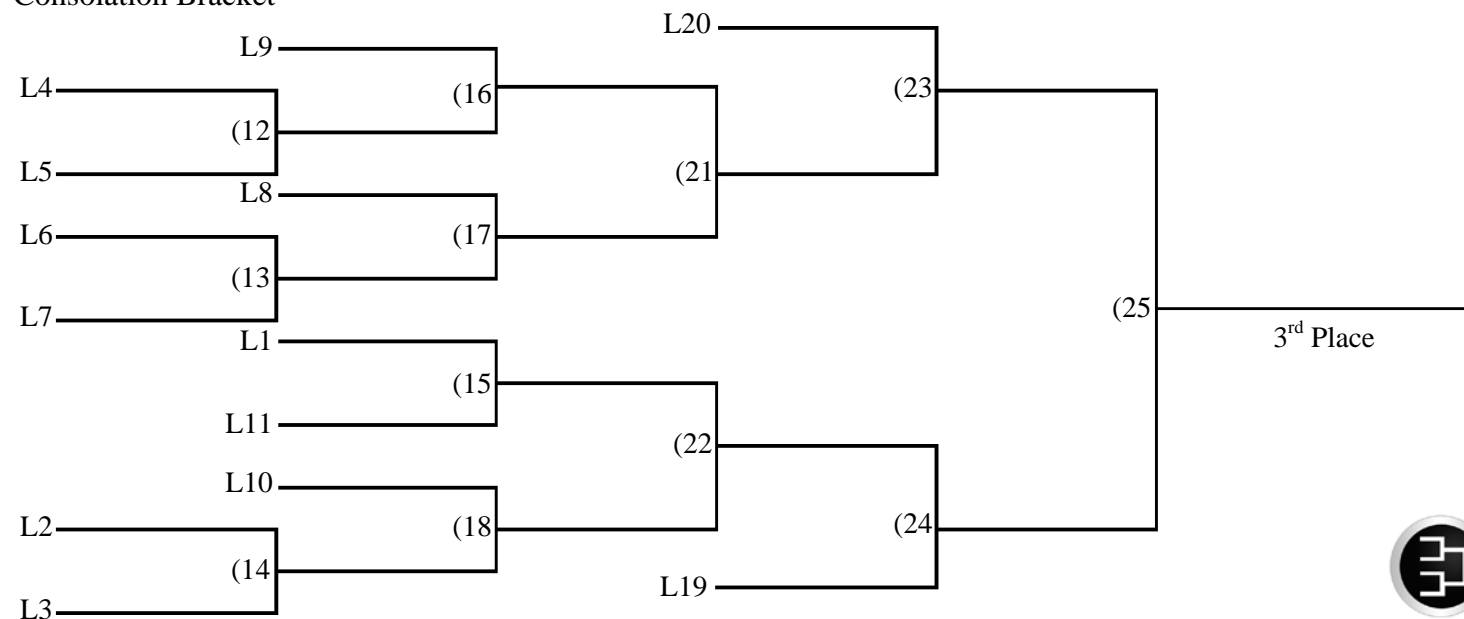 Consolation Bracket
L20
L9
L4
(16
(23
(12
L5
(21
L8
L6
(17
(13
L7
(25
L1
3rd Place
(15
L11
(22
L10
L2
(18
(24
(14
L19
L3